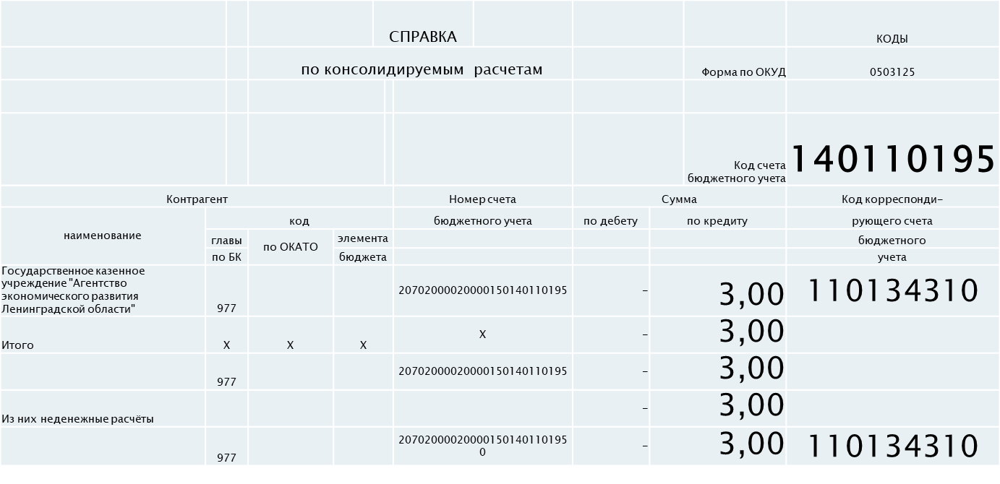 СПРАВКА
КОДЫ
по консолидируемым расчетам
Форма по ОКУД
0503125
Код счета
бюджетного учета
140110195
Контрагент
Номер счета
Сумма
Код корреспонди-
наименование
код
бюджетного учета
по дебету
по кредиту
рующего счета
главы
по ОКАТО
элемента
бюджетного
по БК
бюджета
учета
Государственное казенное
учреждение "Агентство
экономического развития
Ленинградской области"
977
20702000020000150140110195
–
3,00
110134310
Итого
X
X
X
X
–
3,00
977
20702000020000150140110195
–
3,00
Из них неденежные расчёты
–
3,00
977
20702000020000150140110195
0
–
3,00
110134310